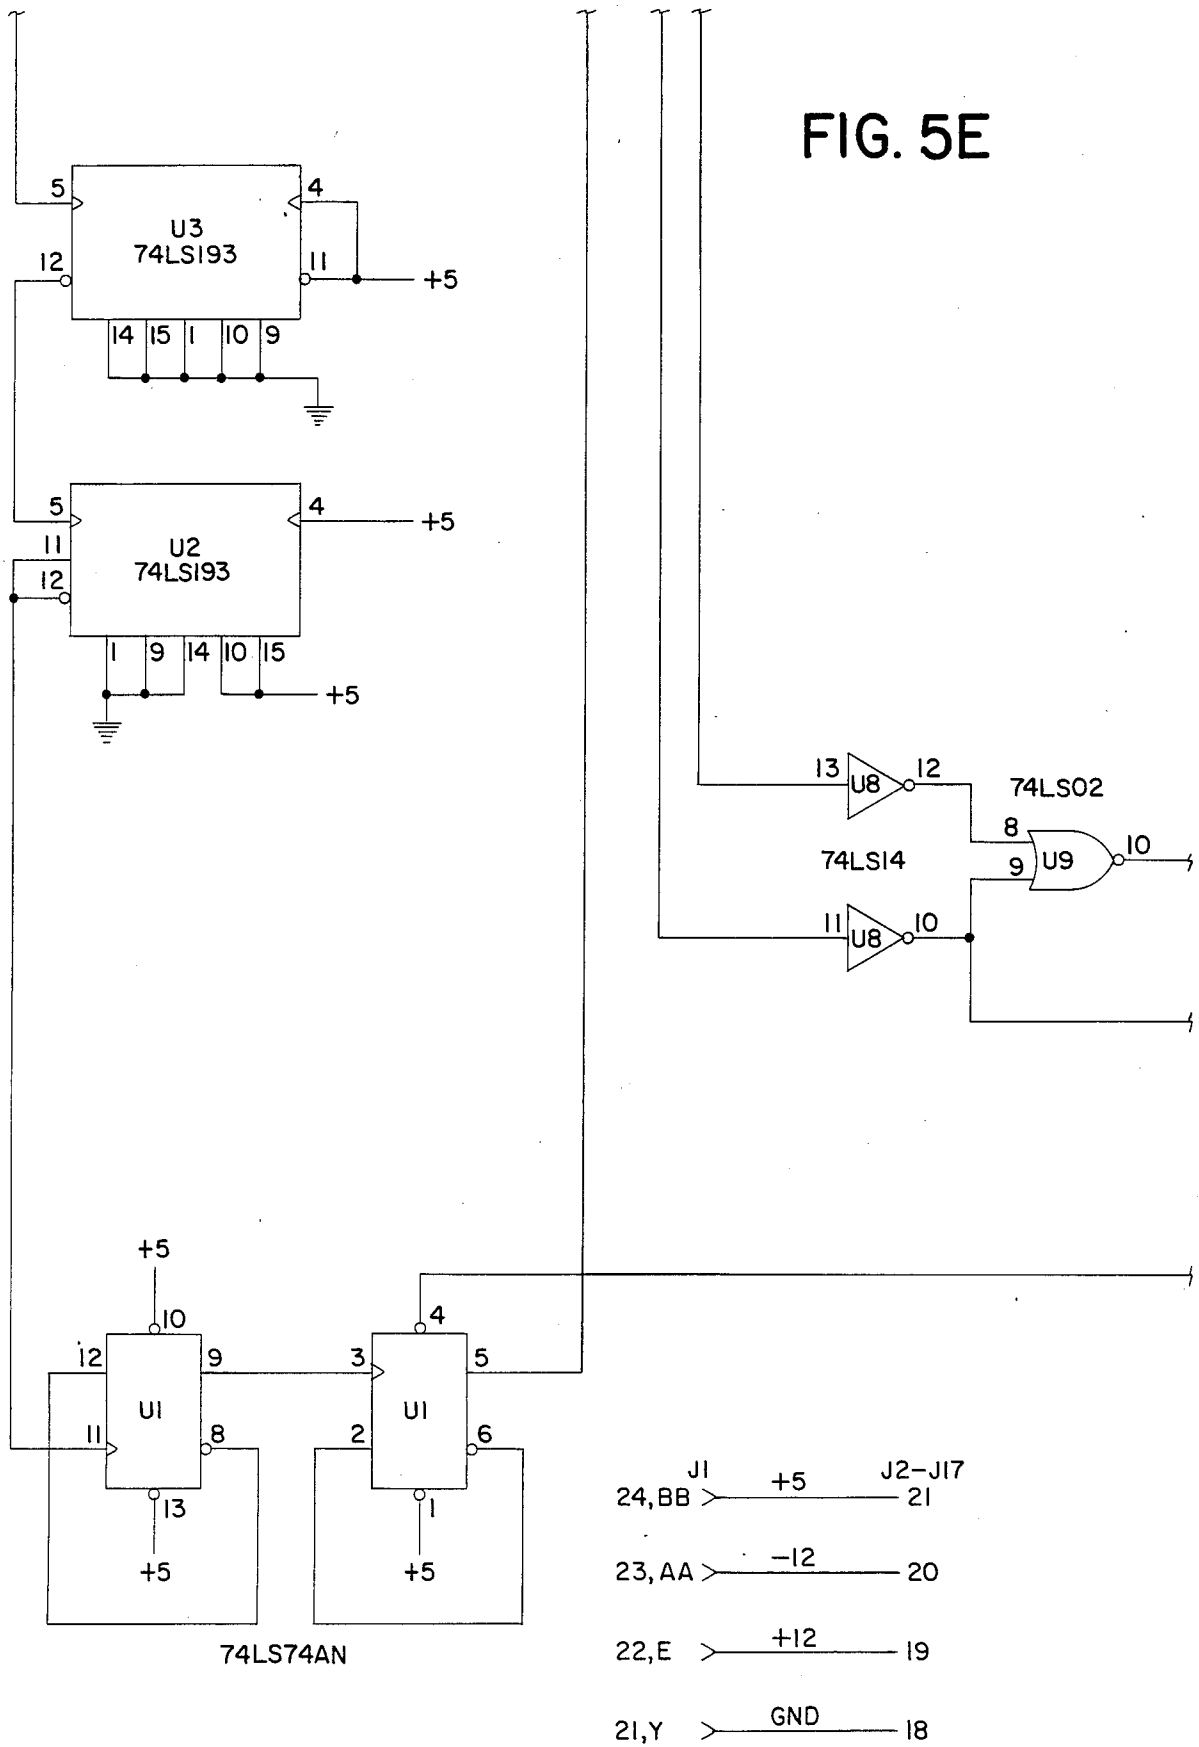 FIG. 5E
5
4
U3
74LS193
12
11
+5
14 15 1 10 9
5
4
+5
11
U2
74LS193
12
1 9 14 10 15
+5
13 U8 12
74LS02
8
U9 10
74LS14
9
11 U8 10
+5
10
4
12
9
3
5
U1
U1
11
8
2
6
13
1
+5
+5
74LS74AN
J1
J2-J17
24,BB +5 21
23,AA -12 20
22,E +12 19
21,Y GND 18